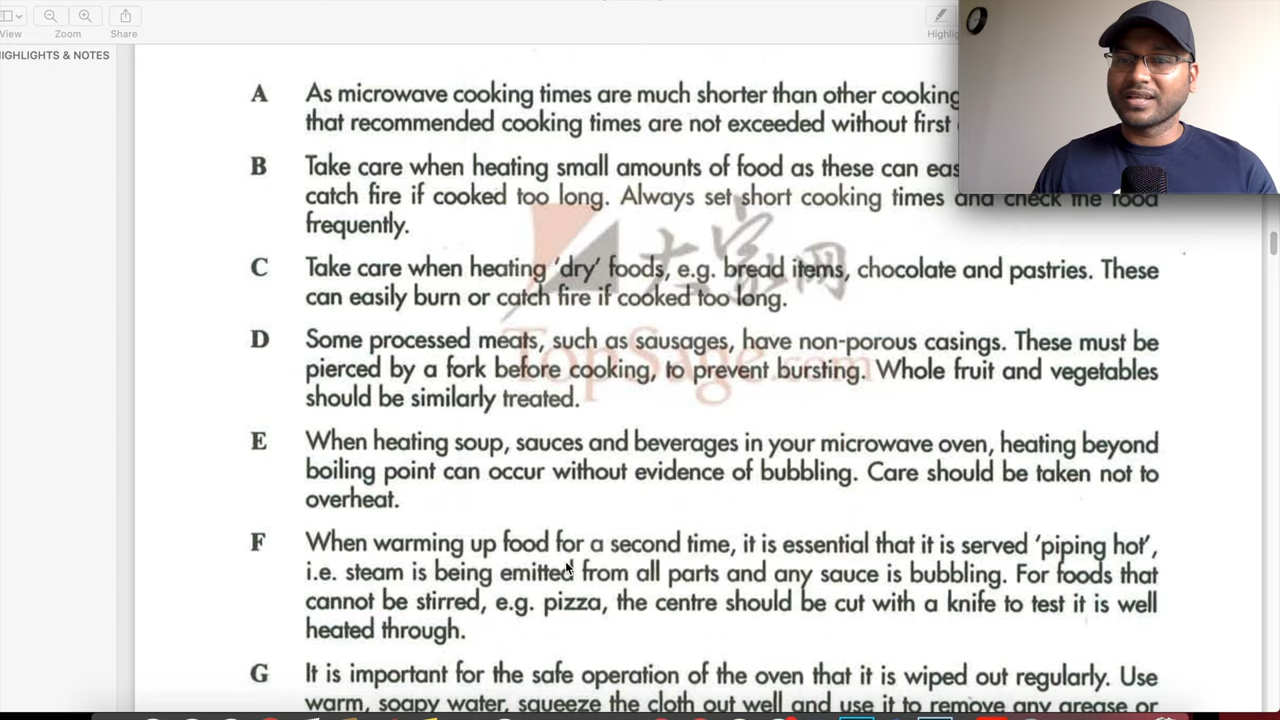 View
Zoom
Share
Highlig
HIGHLIGHTS & NOTES
A As microwave cooking times are much shorter than other cooking
that recommended cooking times are not exceeded without first
B Take care when heating small amounts of food as these can eas
catch fire if cooked too long. Always set short cooking times and check the food
frequently.
C Take care when heating ‘dry’ foods, e.g. bread items, chocolate and pastries. These
can easily burn or catch fire if cooked too long.
D Some processed meats, such as sausages, have non-porous casings. These must be
pierced by a fork before cooking, to prevent bursting. Whole fruit and vegetables
should be similarly treated.
E When heating soup, sauces and beverages in your microwave oven, heating beyond
boiling point can occur without evidence of bubbling. Care should be taken not to
overheat.
F When warming up food for a second time, it is essential that it is served ‘piping hot’,
i.e. steam is being emitted from all parts and any sauce is bubbling. For foods that
cannot be stirred, e.g. pizza, the centre should be cut with a knife to test it is well
heated through.
G It is important for the safe operation of the oven that it is wiped out regularly. Use
warm, soapy water, squeeze the cloth out well and use it to remove any grease or
大家网
TopSage.com